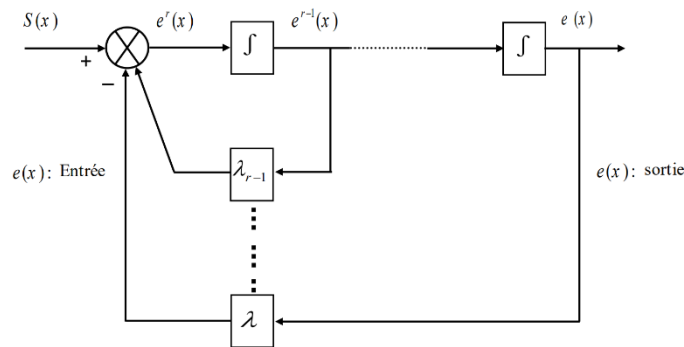 S(x)
e^r(x)
∫
e^{r-1}(x)
∫
e (x)
+
−
e(x): Entrée
λ_{r-1}
e(x): sortie
λ